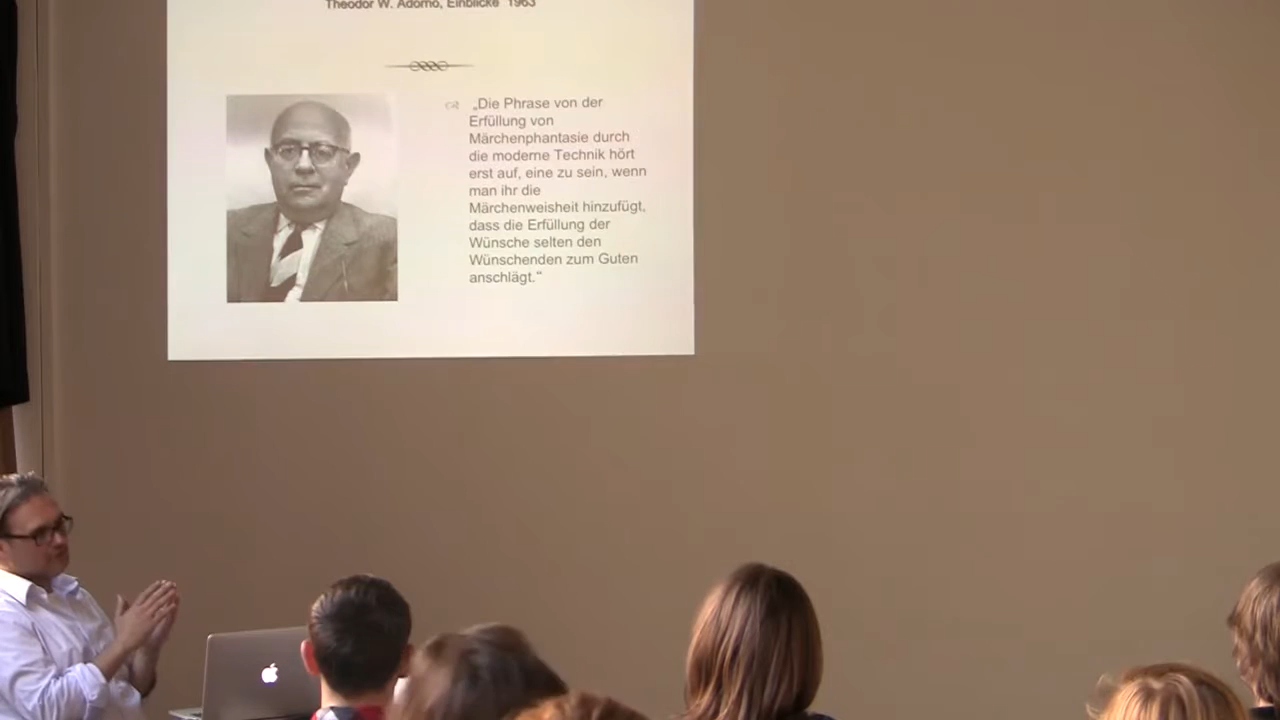 Theodor W. Adorno, Einblicke 1963
„Die Phrase von der
Erfüllung von
Märchenphantasie durch
die moderne Technik hört
erst auf, eine zu sein, wenn
man ihr die
Märchenweisheit hinzufügt,
dass die Erfüllung der
Wünsche selten den
Wünschenden zum Guten
anschlägt.“